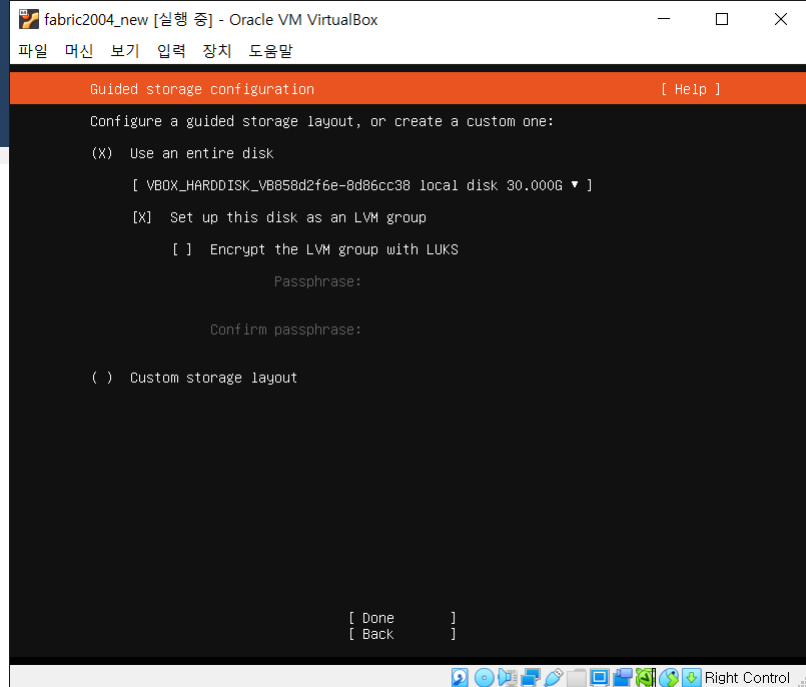 fabric2004_new [실행 중] - Oracle VM VirtualBox
파일 머신 보기 입력 장치 도움말
Guided storage configuration [ Help ]
Configure a guided storage layout, or create a custom one:
(X) Use an entire disk
[ VBOX_HARDDISK_VB858d2f6e-8d86cc38 local disk 30.000G ▾ ]
[X] Set up this disk as an LVM group
[ ] Encrypt the LVM group with LUKS
Passphrase:
Confirm passphrase:
( ) Custom storage layout
[ Done ]
[ Back ]
Right Control